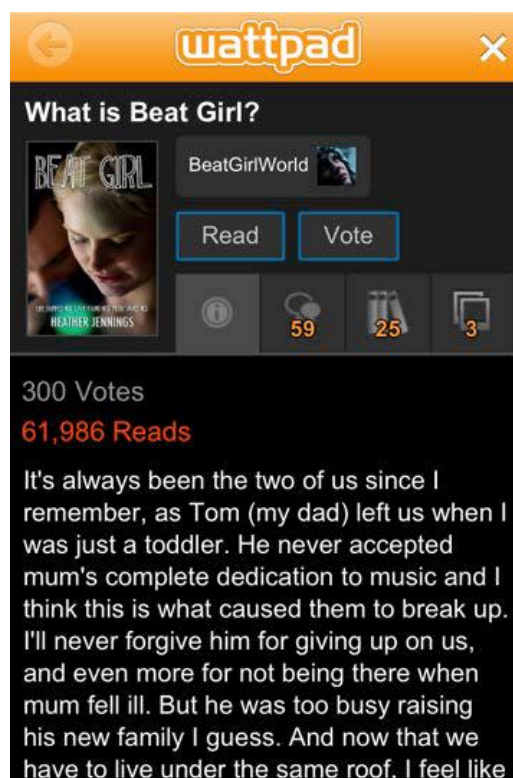 wattpad
What is Beat Girl?
BEAT GIRL
HEATHER JENNINGS
BeatGirlWorld
Read
Vote
59
25
3
300 Votes
61,986 Reads
It's always been the two of us since I
remember, as Tom (my dad) left us when I
was just a toddler. He never accepted
mum's complete dedication to music and I
think this is what caused them to break up.
I'll never forgive him for giving up on us,
and even more for not being there when
mum fell ill. But he was too busy raising
his new family I guess. And now that we
have to live under the same roof, I feel like